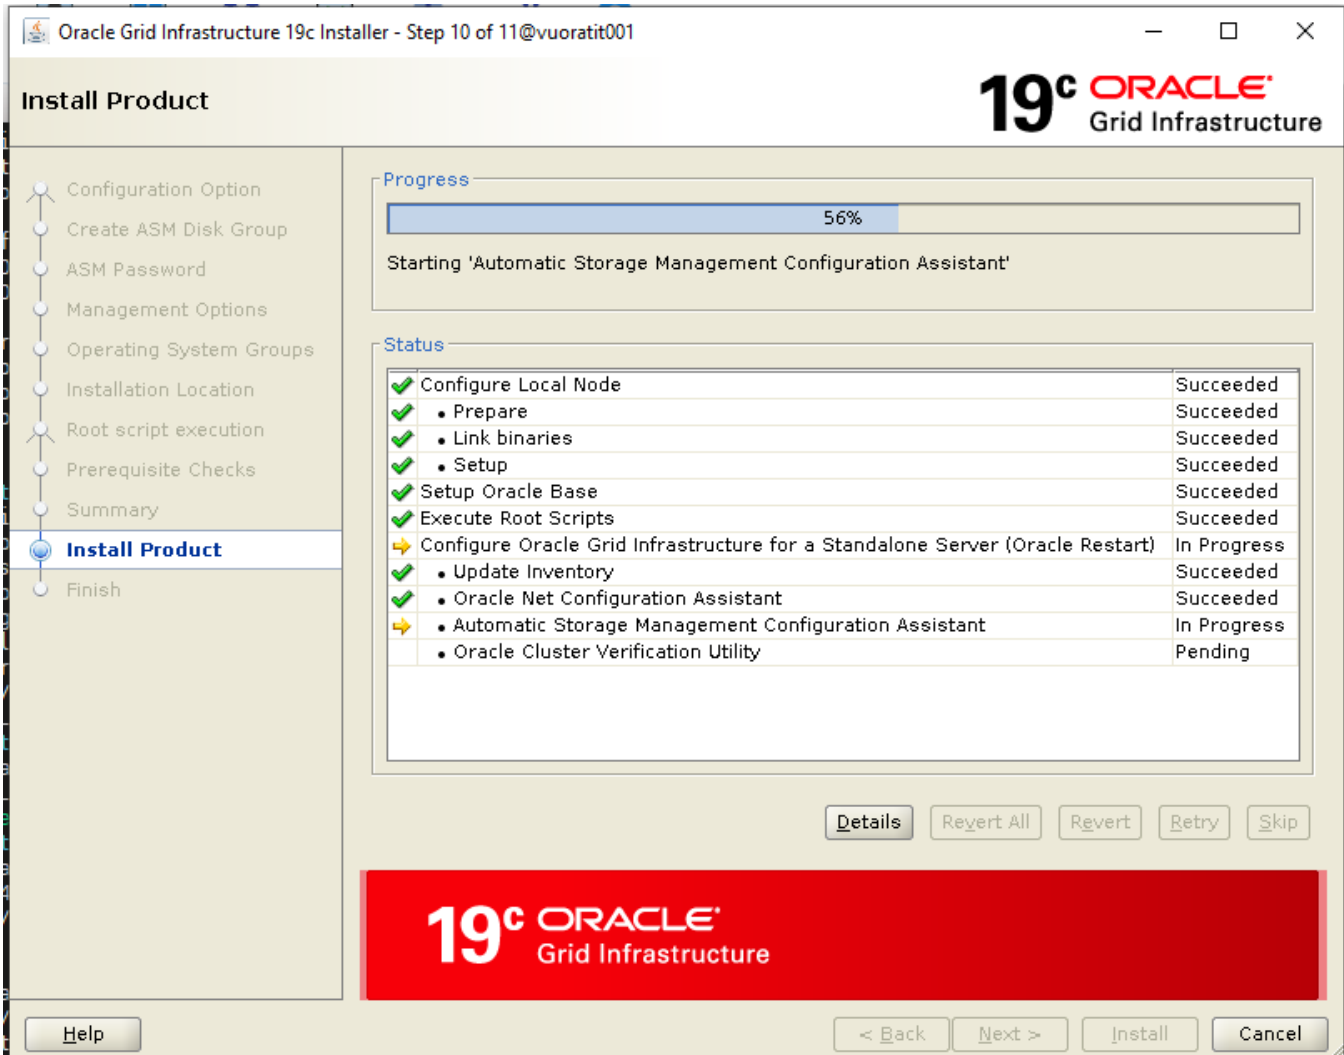 Oracle Grid Infrastructure 19c Installer - Step 10 of 11@vuoratit001
Install Product
19c ORACLE
Grid Infrastructure
Configuration Option
Create ASM Disk Group
ASM Password
Management Options
Operating System Groups
Installation Location
Root script execution
Prerequisite Checks
Summary
Install Product
Finish
Progress
56%
Starting 'Automatic Storage Management Configuration Assistant'
Status
Configure Local Node Succeeded
• Prepare Succeeded
• Link binaries Succeeded
• Setup Succeeded
Setup Oracle Base Succeeded
Execute Root Scripts Succeeded
Configure Oracle Grid Infrastructure for a Standalone Server (Oracle Restart) In Progress
• Update Inventory Succeeded
• Oracle Net Configuration Assistant Succeeded
• Automatic Storage Management Configuration Assistant In Progress
• Oracle Cluster Verification Utility Pending
Details Revert All Revert Retry Skip
19c ORACLE
Grid Infrastructure
Help < Back Next > Install Cancel